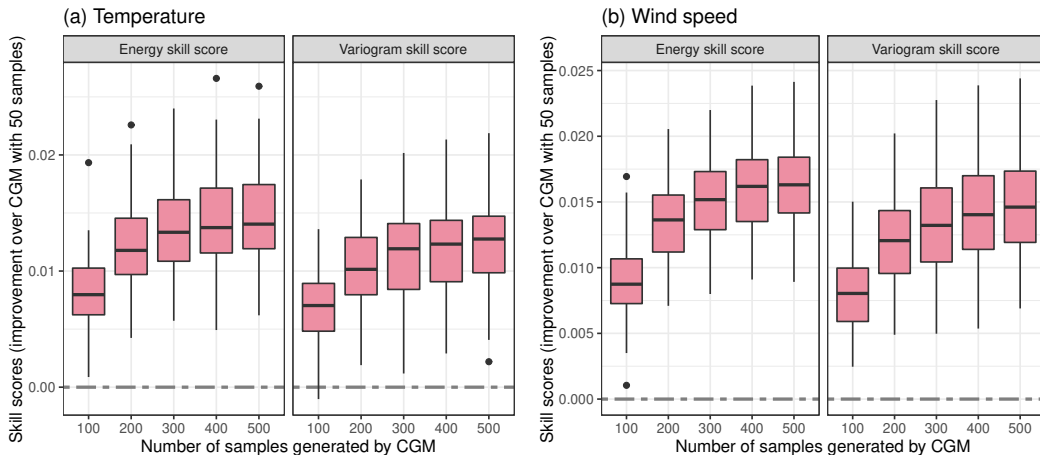 (a) Temperature
Energy skill score
Variogram skill score
Skill scores (improvement over CGM with 50 samples)
0.02
0.01
0.00
100 200 300 400 500
100 200 300 400 500
Number of samples generated by CGM
(b) Wind speed
Energy skill score
Variogram skill score
Skill scores (improvement over CGM with 50 samples)
0.025
0.020
0.015
0.010
0.005
0.000
100 200 300 400 500
100 200 300 400 500
Number of samples generated by CGM